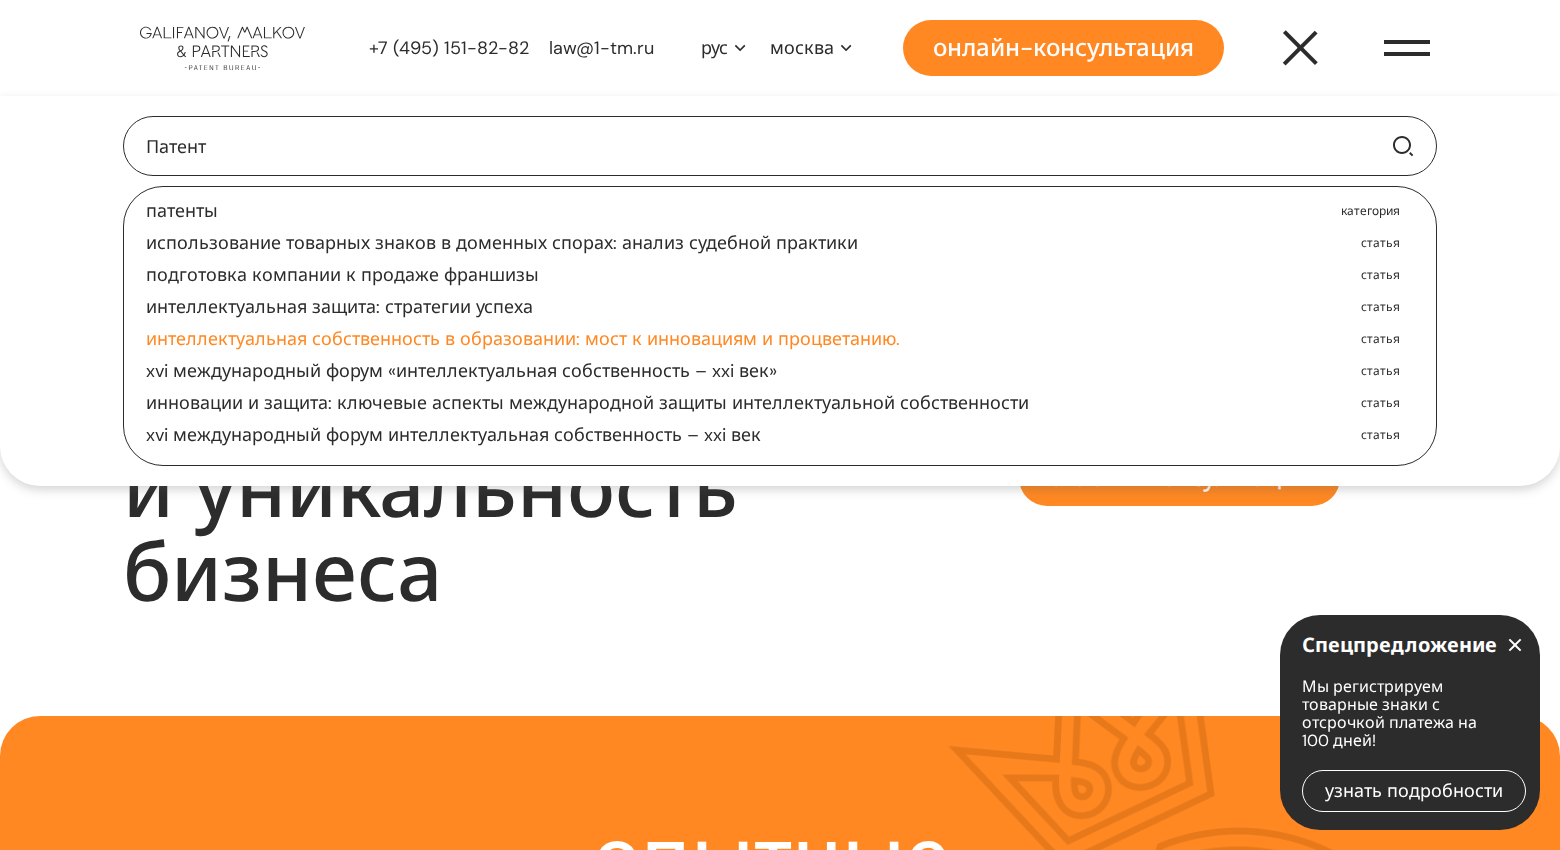 GALIFANOV, MALKOV
& PARTNERS
-PATENT BUREAU-
+7 (495) 151-82-82
law@1-tm.ru
рус
москва
онлайн-консультация
Патент
патенты категория
использование товарных знаков в доменных спорах: анализ судебной практики статья
подготовка компании к продаже франшизы статья
интеллектуальная защита: стратегии успеха статья
интеллектуальная собственность в образовании: мост к инновациям и процветанию. статья
xvi международный форум «интеллектуальная собственность – xxi век» статья
инновации и защита: ключевые аспекты международной защиты интеллектуальной собственности статья
xvi международный форум интеллектуальная собственность – xxi век статья
и уникальность
бизнеса
Спецпредложение
Мы регистрируем
товарные знаки с
отсрочкой платежа на
100 дней!
узнать подробности
опытные